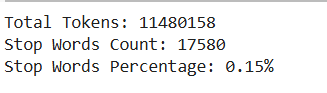 Total Tokens: 11480158
Stop Words Count: 17580
Stop Words Percentage: 0.15%